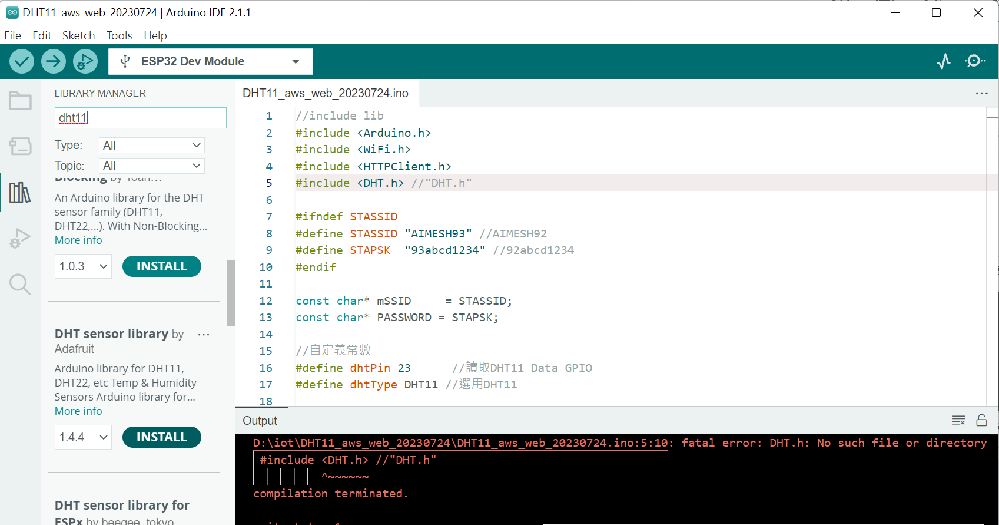 DHT11_aws_web_20230724 | Arduino IDE 2.1.1
File Edit Sketch Tools Help
ESP32 Dev Module
LIBRARY MANAGER
dht11
Type: All
Topic: All
Blocking by
An Arduino library for the DHT
sensor family (DHT11,
DHT22,...). With Non-Blocking...
More info
1.0.3 INSTALL
DHT sensor library by ...
Adafruit
Arduino library for DHT11,
DHT22, etc Temp & Humidity
Sensors Arduino library for...
More info
1.4.4 INSTALL
DHT sensor library for
ESPx by beegee_tokyo
DHT11_aws_web_20230724.ino ...
1 //include lib
2 #include <Arduino.h>
3 #include <WiFi.h>
4 #include <HTTPClient.h>
5 #include <DHT.h> //"DHT.h"
6
7 #ifndef STASSID
8 #define STASSID "AIMESH93" //AIMESH92
9 #define STAPSK  "93abcd1234" //92abcd1234
10 #endif
11
12 const char* mSSID     = STASSID;
13 const char* PASSWORD = STAPSK;
14
15 //自定義常數
16 #define dhtPin 23      //讀取DHT11 Data GPIO
17 #define dhtType DHT11 //選用DHT11
18
Output
D:\iot\DHT11_aws_web_20230724\DHT11_aws_web_20230724.ino:5:10: fatal error: DHT.h: No such file or directory
#include <DHT.h> //"DHT.h"
^~~~~~~
compilation terminated.